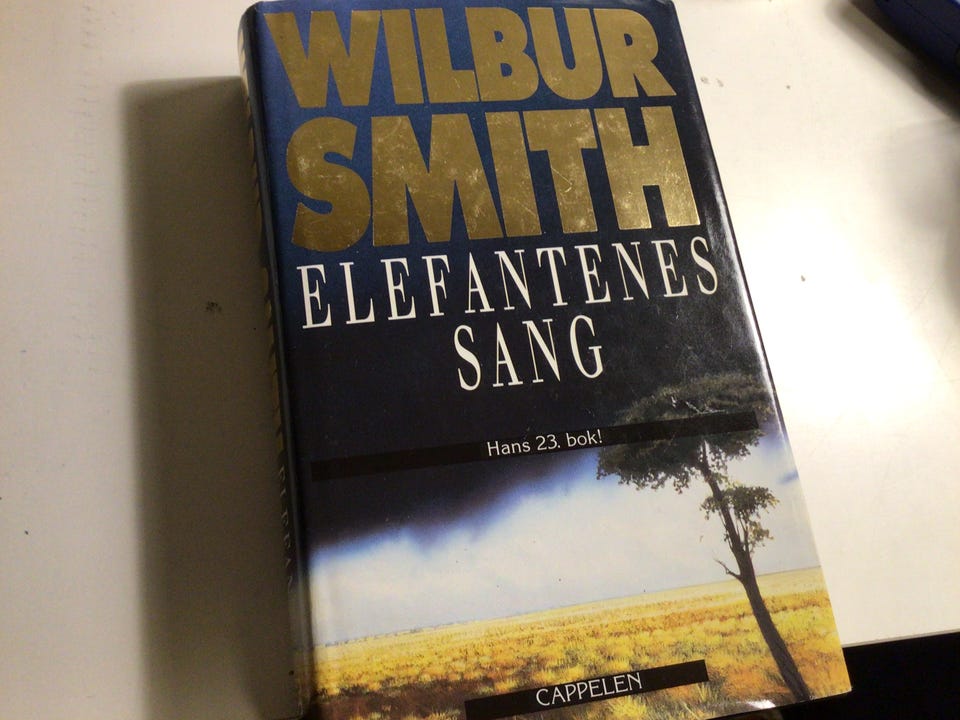 WILBUR
SMITH
ELEFANTENES
SANG
Hans 23. bok!
CAPPELEN